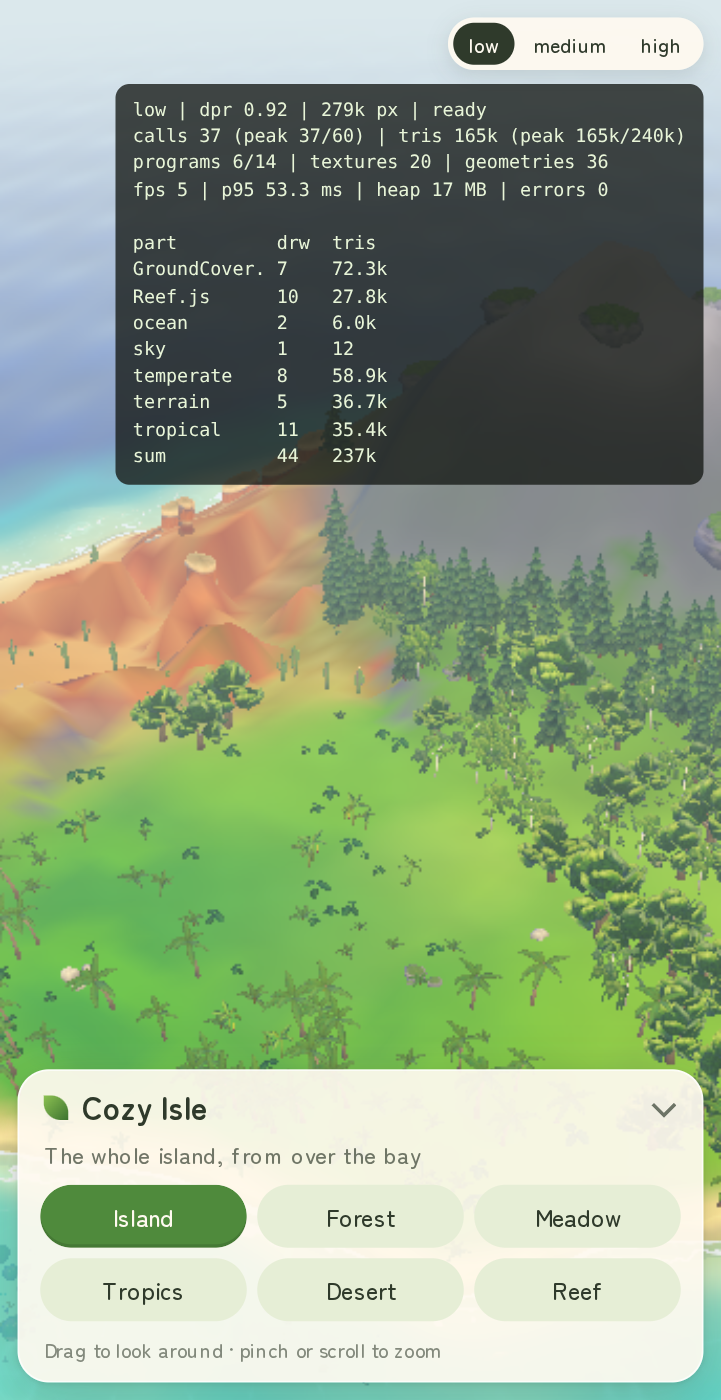 low medium high
low | dpr 0.92 | 279k px | ready
calls 37 (peak 37/60) | tris 165k (peak 165k/240k)
programs 6/14 | textures 20 | geometries 36
fps 5 | p95 53.3 ms | heap 17 MB | errors 0
part drw tris
GroundCover. 7 72.3k
Reef.js 10 27.8k
ocean 2 6.0k
sky 1 12
temperate 8 58.9k
terrain 5 36.7k
tropical 11 35.4k
sum 44 237k
Cozy Isle
The whole island, from over the bay
Island Forest Meadow
Tropics Desert Reef
Drag to look around · pinch or scroll to zoom